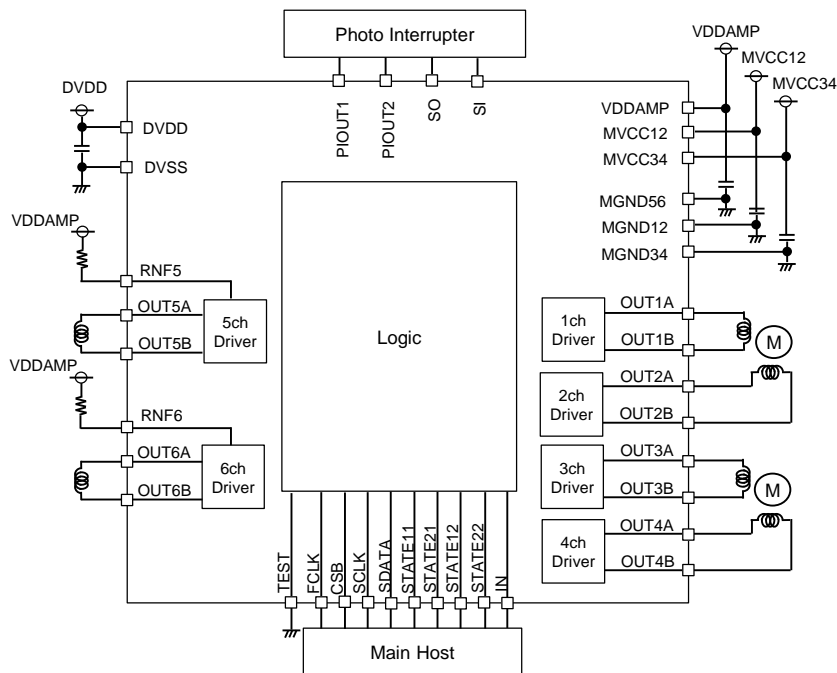 Photo Interrupter
VDDAMP
MVCC12
MVCC34
DVDD
DVDD
DVSS
PIOUT1
PIOUT2
SO
SI
VDDAMP
MVCC12
MVCC34
MGND56
MGND12
MGND34
VDDAMP
RNF5
OUT5A
5ch
Driver
OUT5B
VDDAMP
RNF6
OUT6A
6ch
Driver
OUT6B
Logic
1ch
Driver
OUT1A
OUT1B
M
2ch
Driver
OUT2A
OUT2B
3ch
Driver
OUT3A
OUT3B
M
4ch
Driver
OUT4A
OUT4B
TEST
FCLK
CSB
SCLK
SDATA
STATE11
STATE21
STATE12
STATE22
IN
Main Host